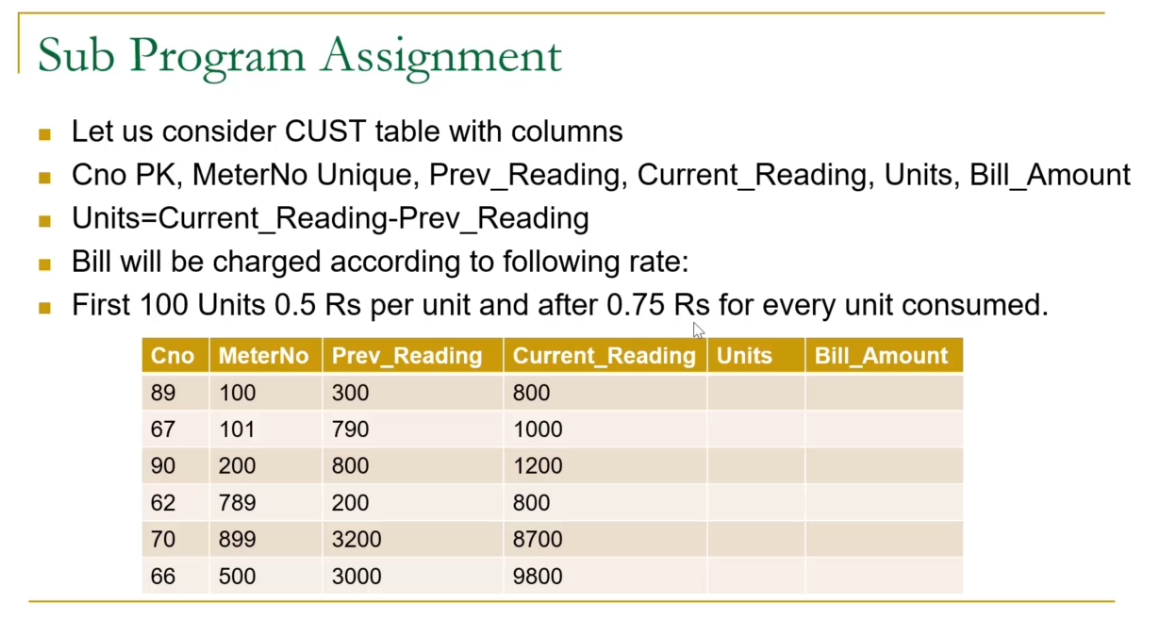 Sub Program Assignment
Let us consider CUST table with columns
Cno PK, MeterNo Unique, Prev_Reading, Current_Reading, Units, Bill_Amount
Units=Current_Reading-Prev_Reading
Bill will be charged according to following rate:
First 100 Units 0.5 Rs per unit and after 0.75 Rs for every unit consumed.
Cno MeterNo Prev_Reading Current_Reading Units Bill_Amount
89 100 300 800
67 101 790 1000
90 200 800 1200
62 789 200 800
70 899 3200 8700
66 500 3000 9800